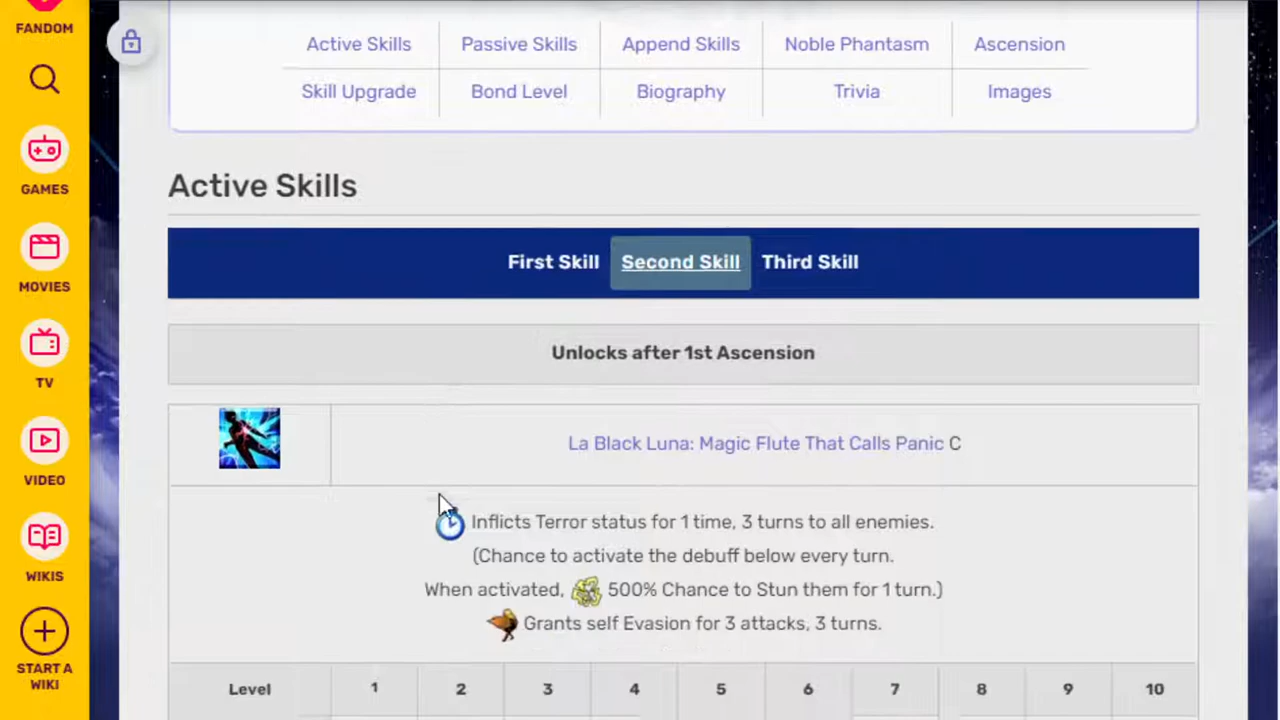 FANDOM
GAMES
MOVIES
TV
VIDEO
WIKIS
START A
WIKI
Active Skills Passive Skills Append Skills Noble Phantasm Ascension
Skill Upgrade Bond Level Biography Trivia Images
Active Skills
First Skill Second Skill Third Skill
Unlocks after 1st Ascension
La Black Luna: Magic Flute That Calls Panic C
Inflicts Terror status for 1 time, 3 turns to all enemies.
(Chance to activate the debuff below every turn.
When activated, 500% Chance to Stun them for 1 turn.)
Grants self Evasion for 3 attacks, 3 turns.
Level 1 2 3 4 5 6 7 8 9 10